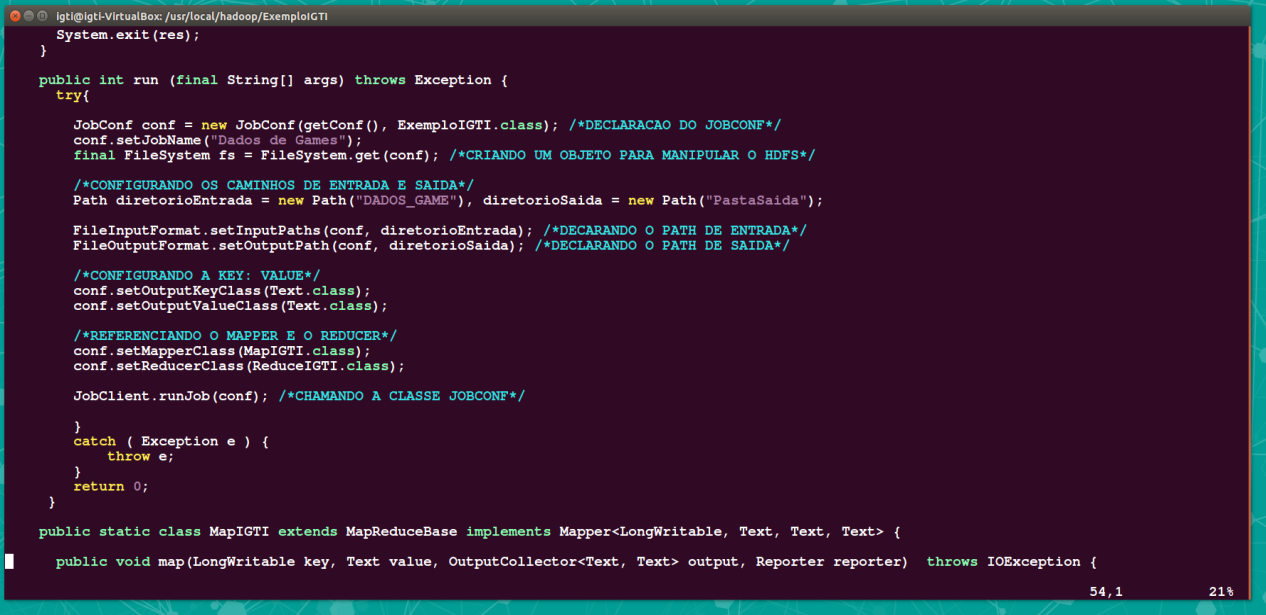 igti@igti-VirtualBox: /usr/local/hadoop/ExemploIGTI
System.exit(res);
}
public int run (final String[] args) throws Exception {
try{
JobConf conf = new JobConf(getConf(), ExemploIGTI.class); /*DECLARACAO DO JOBCONF*/
conf.setJobName("Dados de Games");
final FileSystem fs = FileSystem.get(conf); /*CRIANDO UM OBJETO PARA MANIPULAR O HDFS*/
/*CONFIGURANDO OS CAMINHOS DE ENTRADA E SAIDA*/
Path diretorioEntrada = new Path("DADOS_GAME"), diretorioSaida = new Path("PastaSaida");
FileInputFormat.setInputPaths(conf, diretorioEntrada); /*DECARANDO O PATH DE ENTRADA*/
FileOutputFormat.setOutputPath(conf, diretorioSaida); /*DECLARANDO O PATH DE SAIDA*/
/*CONFIGURANDO A KEY: VALUE*/
conf.setOutputKeyClass(Text.class);
conf.setOutputValueClass(Text.class);
/*REFERENCIANDO O MAPPER E O REDUCER*/
conf.setMapperClass(MapIGTI.class);
conf.setReducerClass(ReduceIGTI.class);
JobClient.runJob(conf); /*CHAMANDO A CLASSE JOBCONF*/
}
catch ( Exception e ) {
throw e;
}
return 0;
}
public static class MapIGTI extends MapReduceBase implements Mapper<LongWritable, Text, Text, Text> {
public void map(LongWritable key, Text value, OutputCollector<Text, Text> output, Reporter reporter)  throws IOException {
54,1 21%